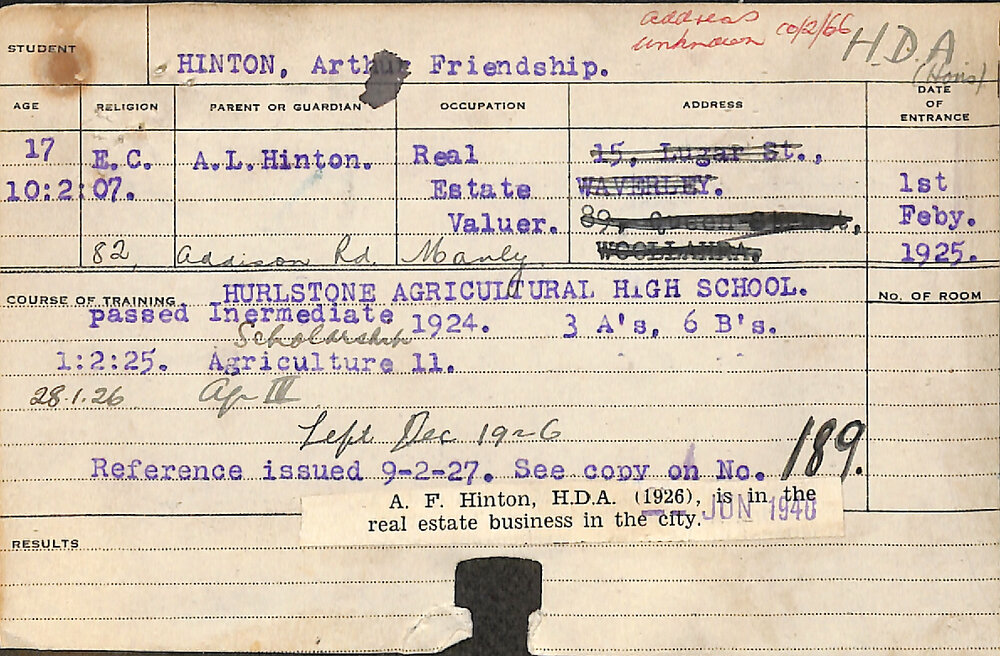 address
unknown 10/2/66
H.D.A
(Hons)
STUDENT
HINTON, Arthur Friendship.
AGE RELIGION PARENT OR GUARDIAN OCCUPATION ADDRESS DATE OF ENTRANCE
17 E.C. A.L.Hinton. Real 15, Lugar St.,
10:2:07. Estate WAVERLEY. 1st
Valuer. 89, Queen Street, Feby.
WOOLLAHRA. 1925.
82, Addison Rd. Manly.
COURSE OF TRAINING HURLSTONE AGRICULTURAL HIGH SCHOOL. No. OF ROOM
passed Inermediate 1924. 3 A's, 6 B's.
Scholarship
1:2:25. Agriculture 11.
28.1.26 Ag III
Left Dec 1926
Reference issued 9-2-27. See copy on No. 189.
A. F. Hinton, H.D.A. (1926), is in the
real estate business in the city. -- JUN 1940
RESULTS